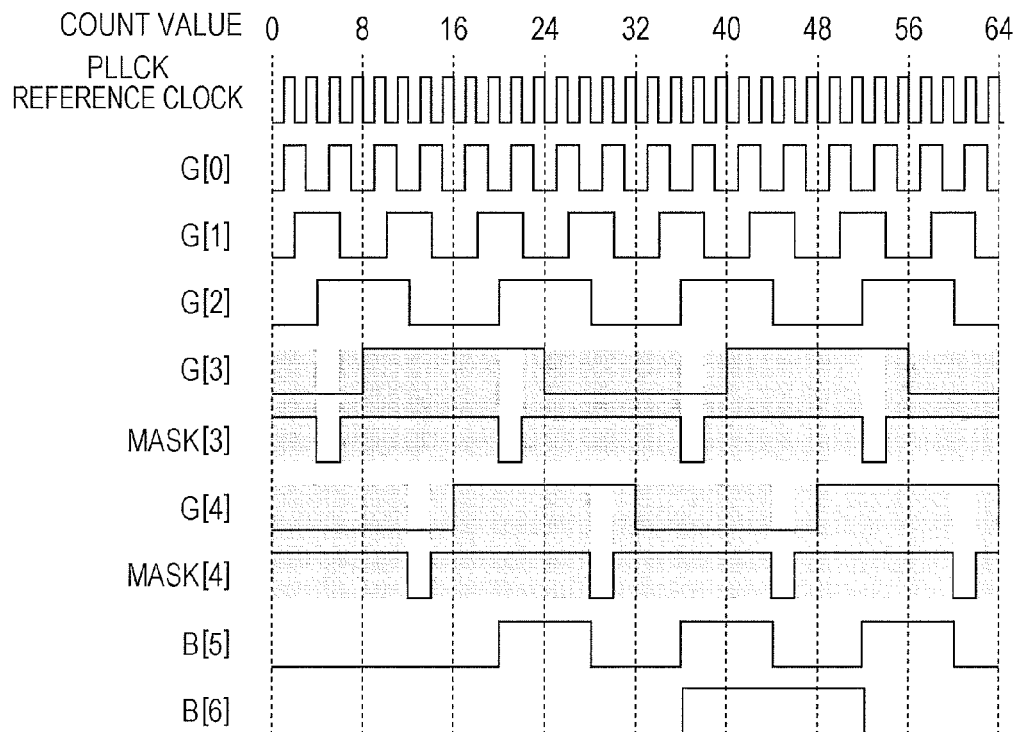 COUNT VALUE 0 8 16 24 32 40 48 56 64
PLLCK
REFERENCE CLOCK
G[0]
G[1]
G[2]
G[3]
MASK[3]
G[4]
MASK[4]
B[5]
B[6]